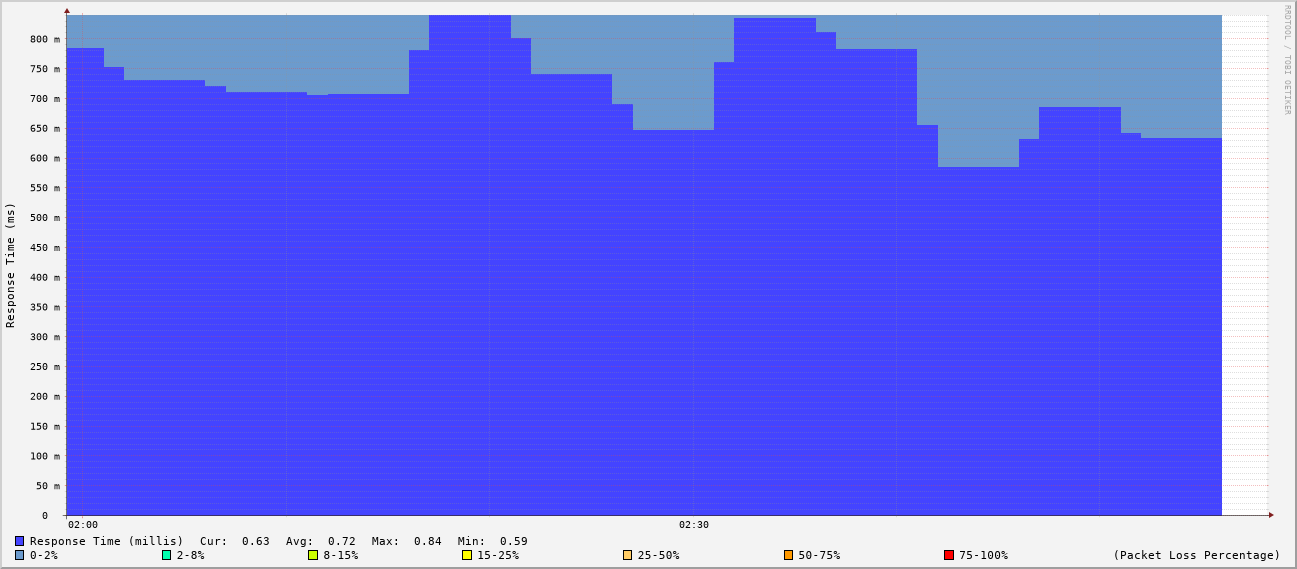 RRDTOOL / TOBI OETIKER
Response Time (ms)
800 m
750 m
700 m
650 m
600 m
550 m
500 m
450 m
400 m
350 m
300 m
250 m
200 m
150 m
100 m
50 m
0
02:00 02:30
Response Time (millis) Cur: 0.63 Avg: 0.72 Max: 0.84 Min: 0.59
0-2% 2-8% 8-15% 15-25% 25-50% 50-75% 75-100% (Packet Loss Percentage)